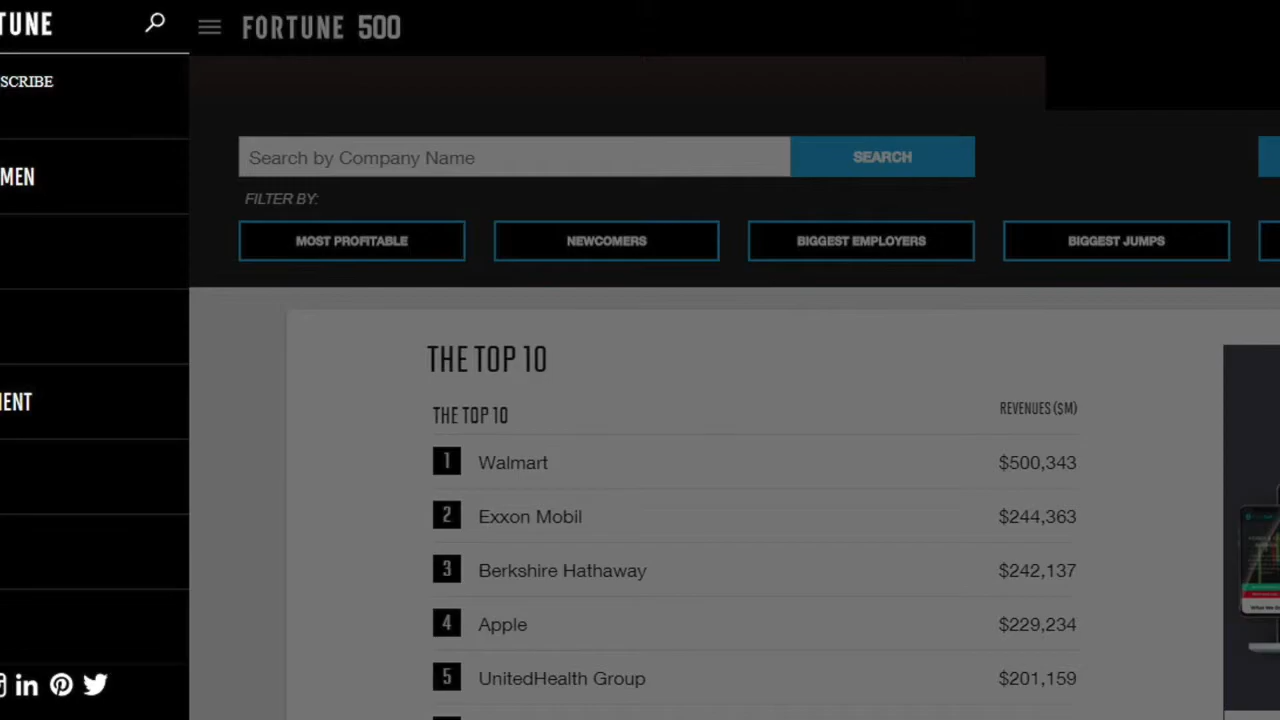 TUNE
FORTUNE 500
SCRIBE
Search by Company Name
SEARCH
MEN
FILTER BY:
MOST PROFITABLE
NEWCOMERS
BIGGEST EMPLOYERS
BIGGEST JUMPS
THE TOP 10
ENT
THE TOP 10
REVENUES ($M)
1 Walmart $500,343
2 Exxon Mobil $244,363
3 Berkshire Hathaway $242,137
4 Apple $229,234
5 UnitedHealth Group $201,159
in